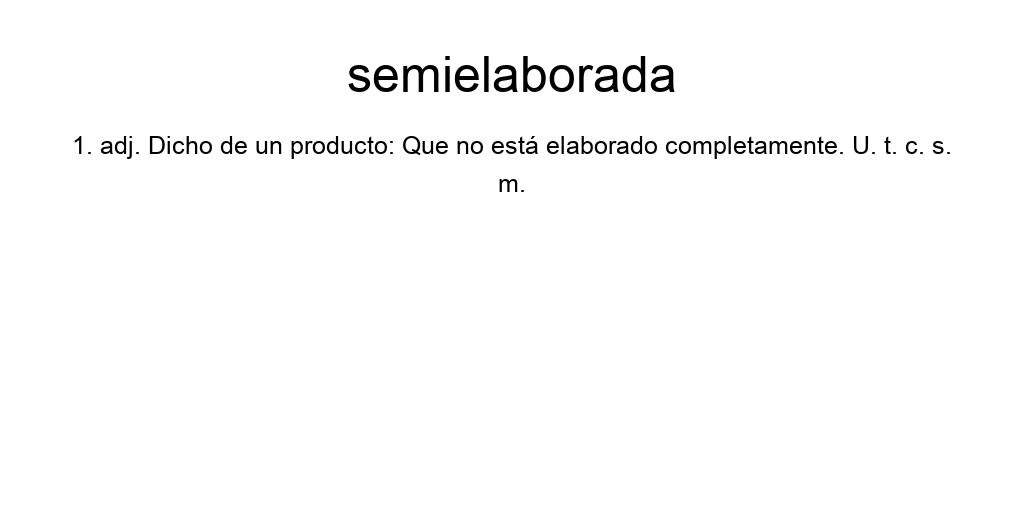 semielaborada
1. adj. Dicho de un producto: Que no está elaborado completamente. U. t. c. s.
m.